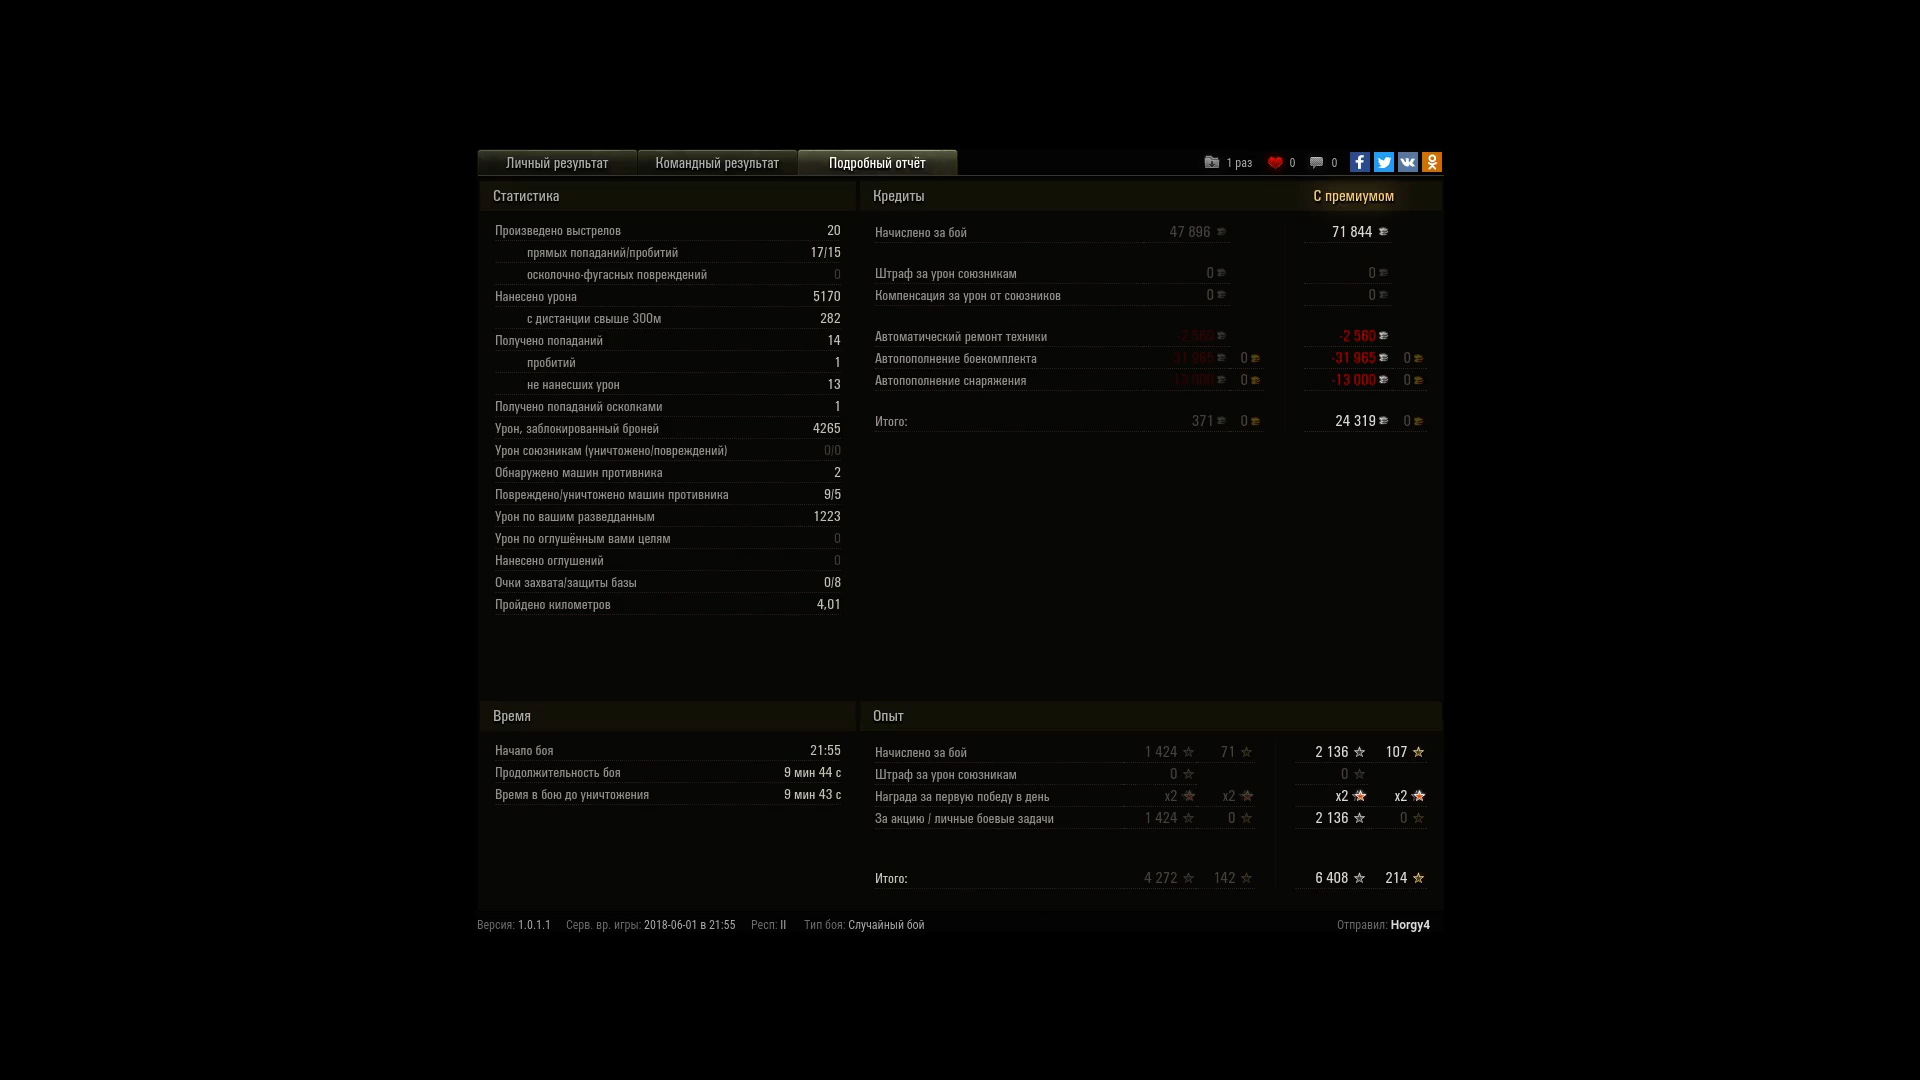 Личный результат Командный результат Подробный отчёт 1 раз 0 0
Статистика
Произведено выстрелов 20
прямых попаданий/пробитий 17/15
осколочно-фугасных повреждений 0
Нанесено урона 5170
с дистанции свыше 300м 282
Получено попаданий 14
пробитий 1
не нанесших урон 13
Получено попаданий осколками 1
Урон, заблокированный броней 4265
Урон союзникам (уничтожено/повреждений) 0/0
Обнаружено машин противника 2
Повреждено/уничтожено машин противника 9/5
Урон по вашим разведданным 1223
Урон по оглушённым вами целям 0
Нанесено оглушений 0
Очки захвата/защиты базы 0/8
Пройдено километров 4,01
Кредиты С премиумом
Начислено за бой 47 896 71 844
Штраф за урон союзникам 0 0
Компенсация за урон от союзников 0 0
Автоматический ремонт техники -2 560 -2 560
Автопополнение боекомплекта -31 965 0 -31 965 0
Автопополнение снаряжения -13 000 0 -13 000 0
Итого: 371 0 24 319 0
Время
Начало боя 21:55
Продолжительность боя 9 мин 44 с
Время в бою до уничтожения 9 мин 43 с
Опыт
Начислено за бой 1 424 71 2 136 107
Штраф за урон союзникам 0 0
Награда за первую победу в день x2 x2 x2 x2
За акцию / личные боевые задачи 1 424 0 2 136 0
Итого: 4 272 142 6 408 214
Версия: 1.0.1.1 Серв. вр. игры: 2018-06-01 в 21:55 Респ: II Тип боя: Случайный бой Отправил: Horgy4